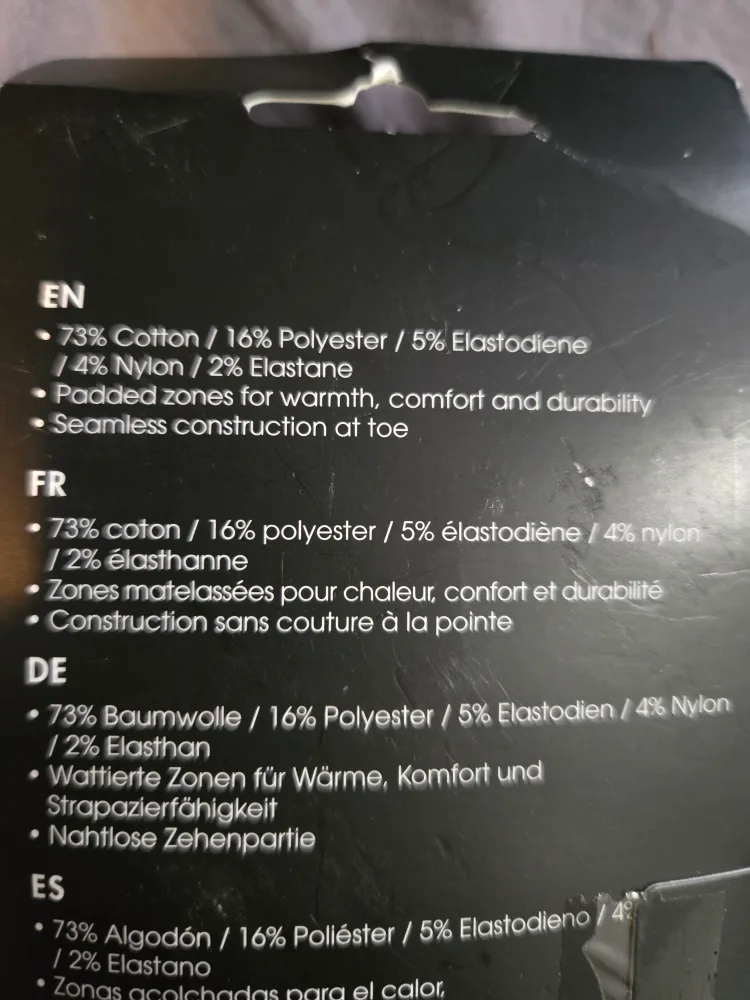 EN
• 73% Cotton / 16% Polyester / 5% Elastodiene
/ 4% Nylon / 2% Elastane
• Padded zones for warmth, comfort and durability
• Seamless construction at toe
FR
• 73% coton / 16% polyester / 5% élastodiène / 4% nylon
/ 2% élasthanne
• Zones matelassées pour chaleur, confort et durabilité
• Construction sans couture à la pointe
DE
• 73% Baumwolle / 16% Polyester / 5% Elastodien / 4% Nylon
/ 2% Elasthan
• Wattierte Zonen für Wärme, Komfort und
Strapazierfähigkeit
• Nahtlose Zehenpartie
ES
• 73% Algodón / 16% Poliéster / 5% Elastodieno / 4%
/ 2% Elastano
• Zonas acolchadas para el calor,